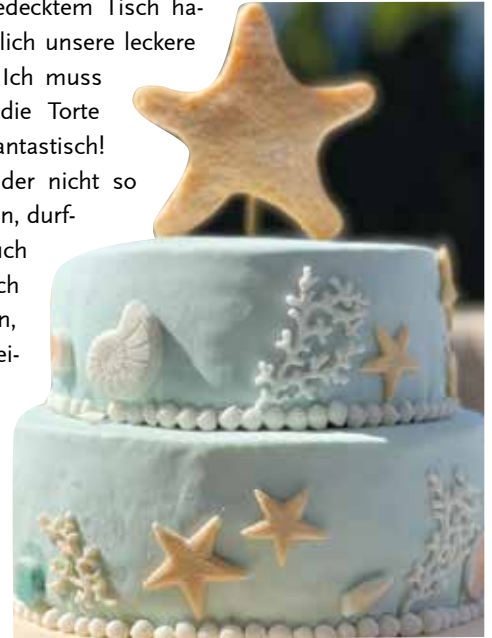 edecktem Tisch ha-
lich unsere leckere
Ich muss
die Torte
antastisch!
der nicht so
n, durf-
uch
ch
n,
ei-